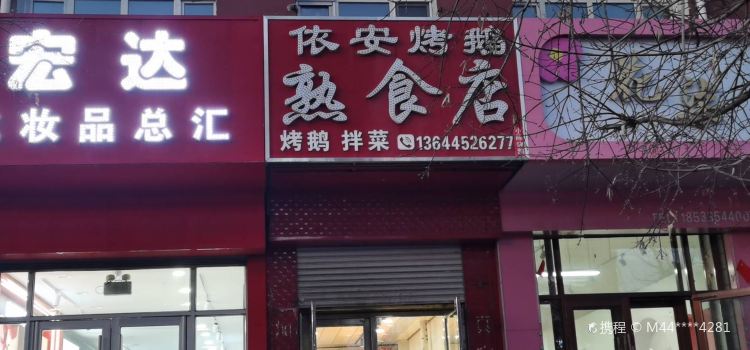 宏达
妆品总汇
依安烤鹅
熟食店
烤鹅 拌菜 13644526277
携程 © M44****4281